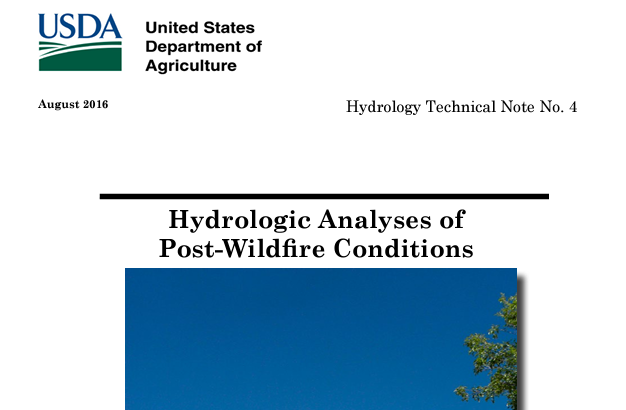 USDA
United States
Department of
Agriculture
August 2016
Hydrology Technical Note No. 4
Hydrologic Analyses of
Post-Wildfire Conditions